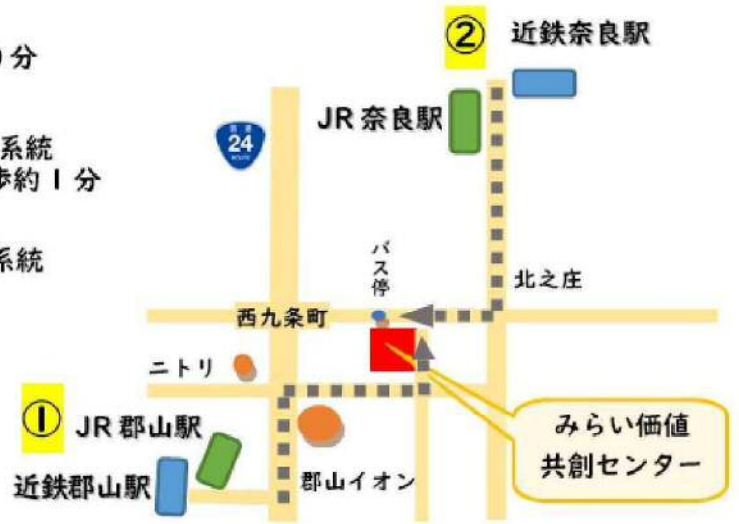 分
系統
歩約1分
系統
② 近鉄奈良駅
JR奈良駅
国道
24
ROUTE
バス停
北之庄
西九条町
ニトリ
① JR郡山駅
近鉄郡山駅
郡山イオン
みらい価値
共創センター